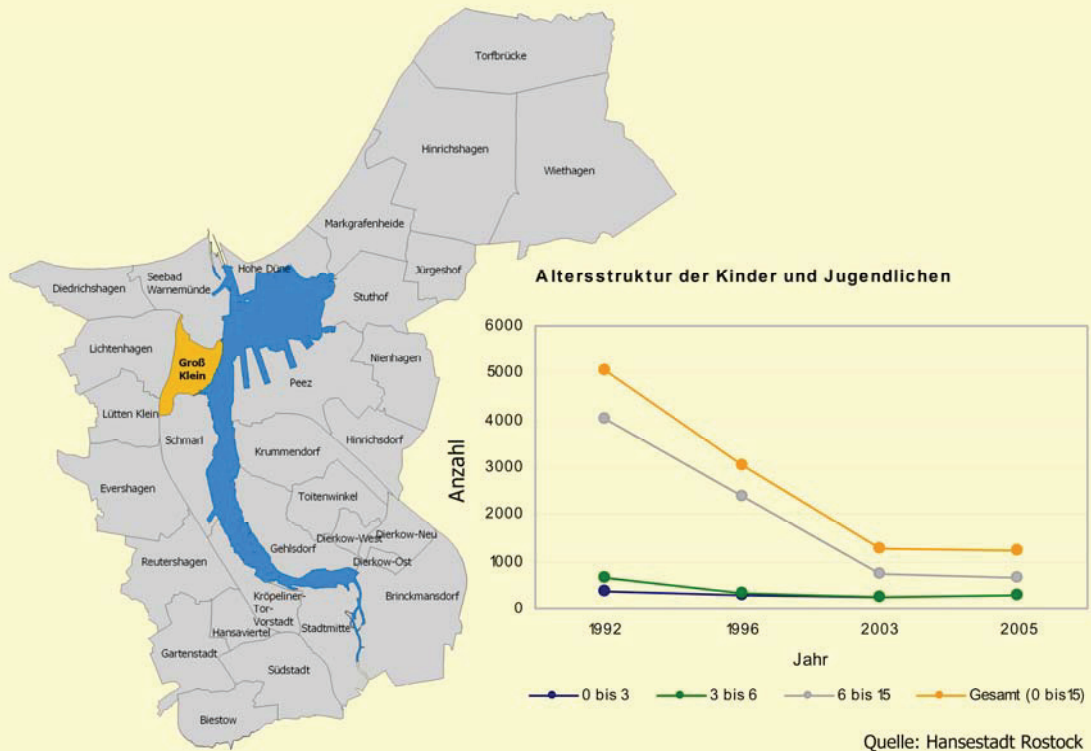 Torfbrücke
Hinrichshagen
Wiethagen
Markgrafenheide
Hohe Düne
Jürgeshof
Seebad
Warnemünde
Diedrichshagen
Stuthof
Lichtenhagen
Groß
Klein
Nienhagen
Peez
Lütten Klein
Schmarl
Hinrichsdorf
Krummendorf
Evershagen
Toitenwinkel
Dierkow-Neu
Dierkow-West
Gehlsdorf
Dierkow-Ost
Reutershagen
Kröpeliner-
Tor-
Vorstadt
Brinckmansdorf
Hansaviertel
Stadtmitte
Gartenstadt
Südstadt
Biestow
Altersstruktur der Kinder und Jugendlichen
6000
5000
4000
3000
2000
1000
0
Anzahl
1992 1996 2003 2005
Jahr
0 bis 3 3 bis 6 6 bis 15 Gesamt (0 bis15)
Quelle: Hansestadt Rostock